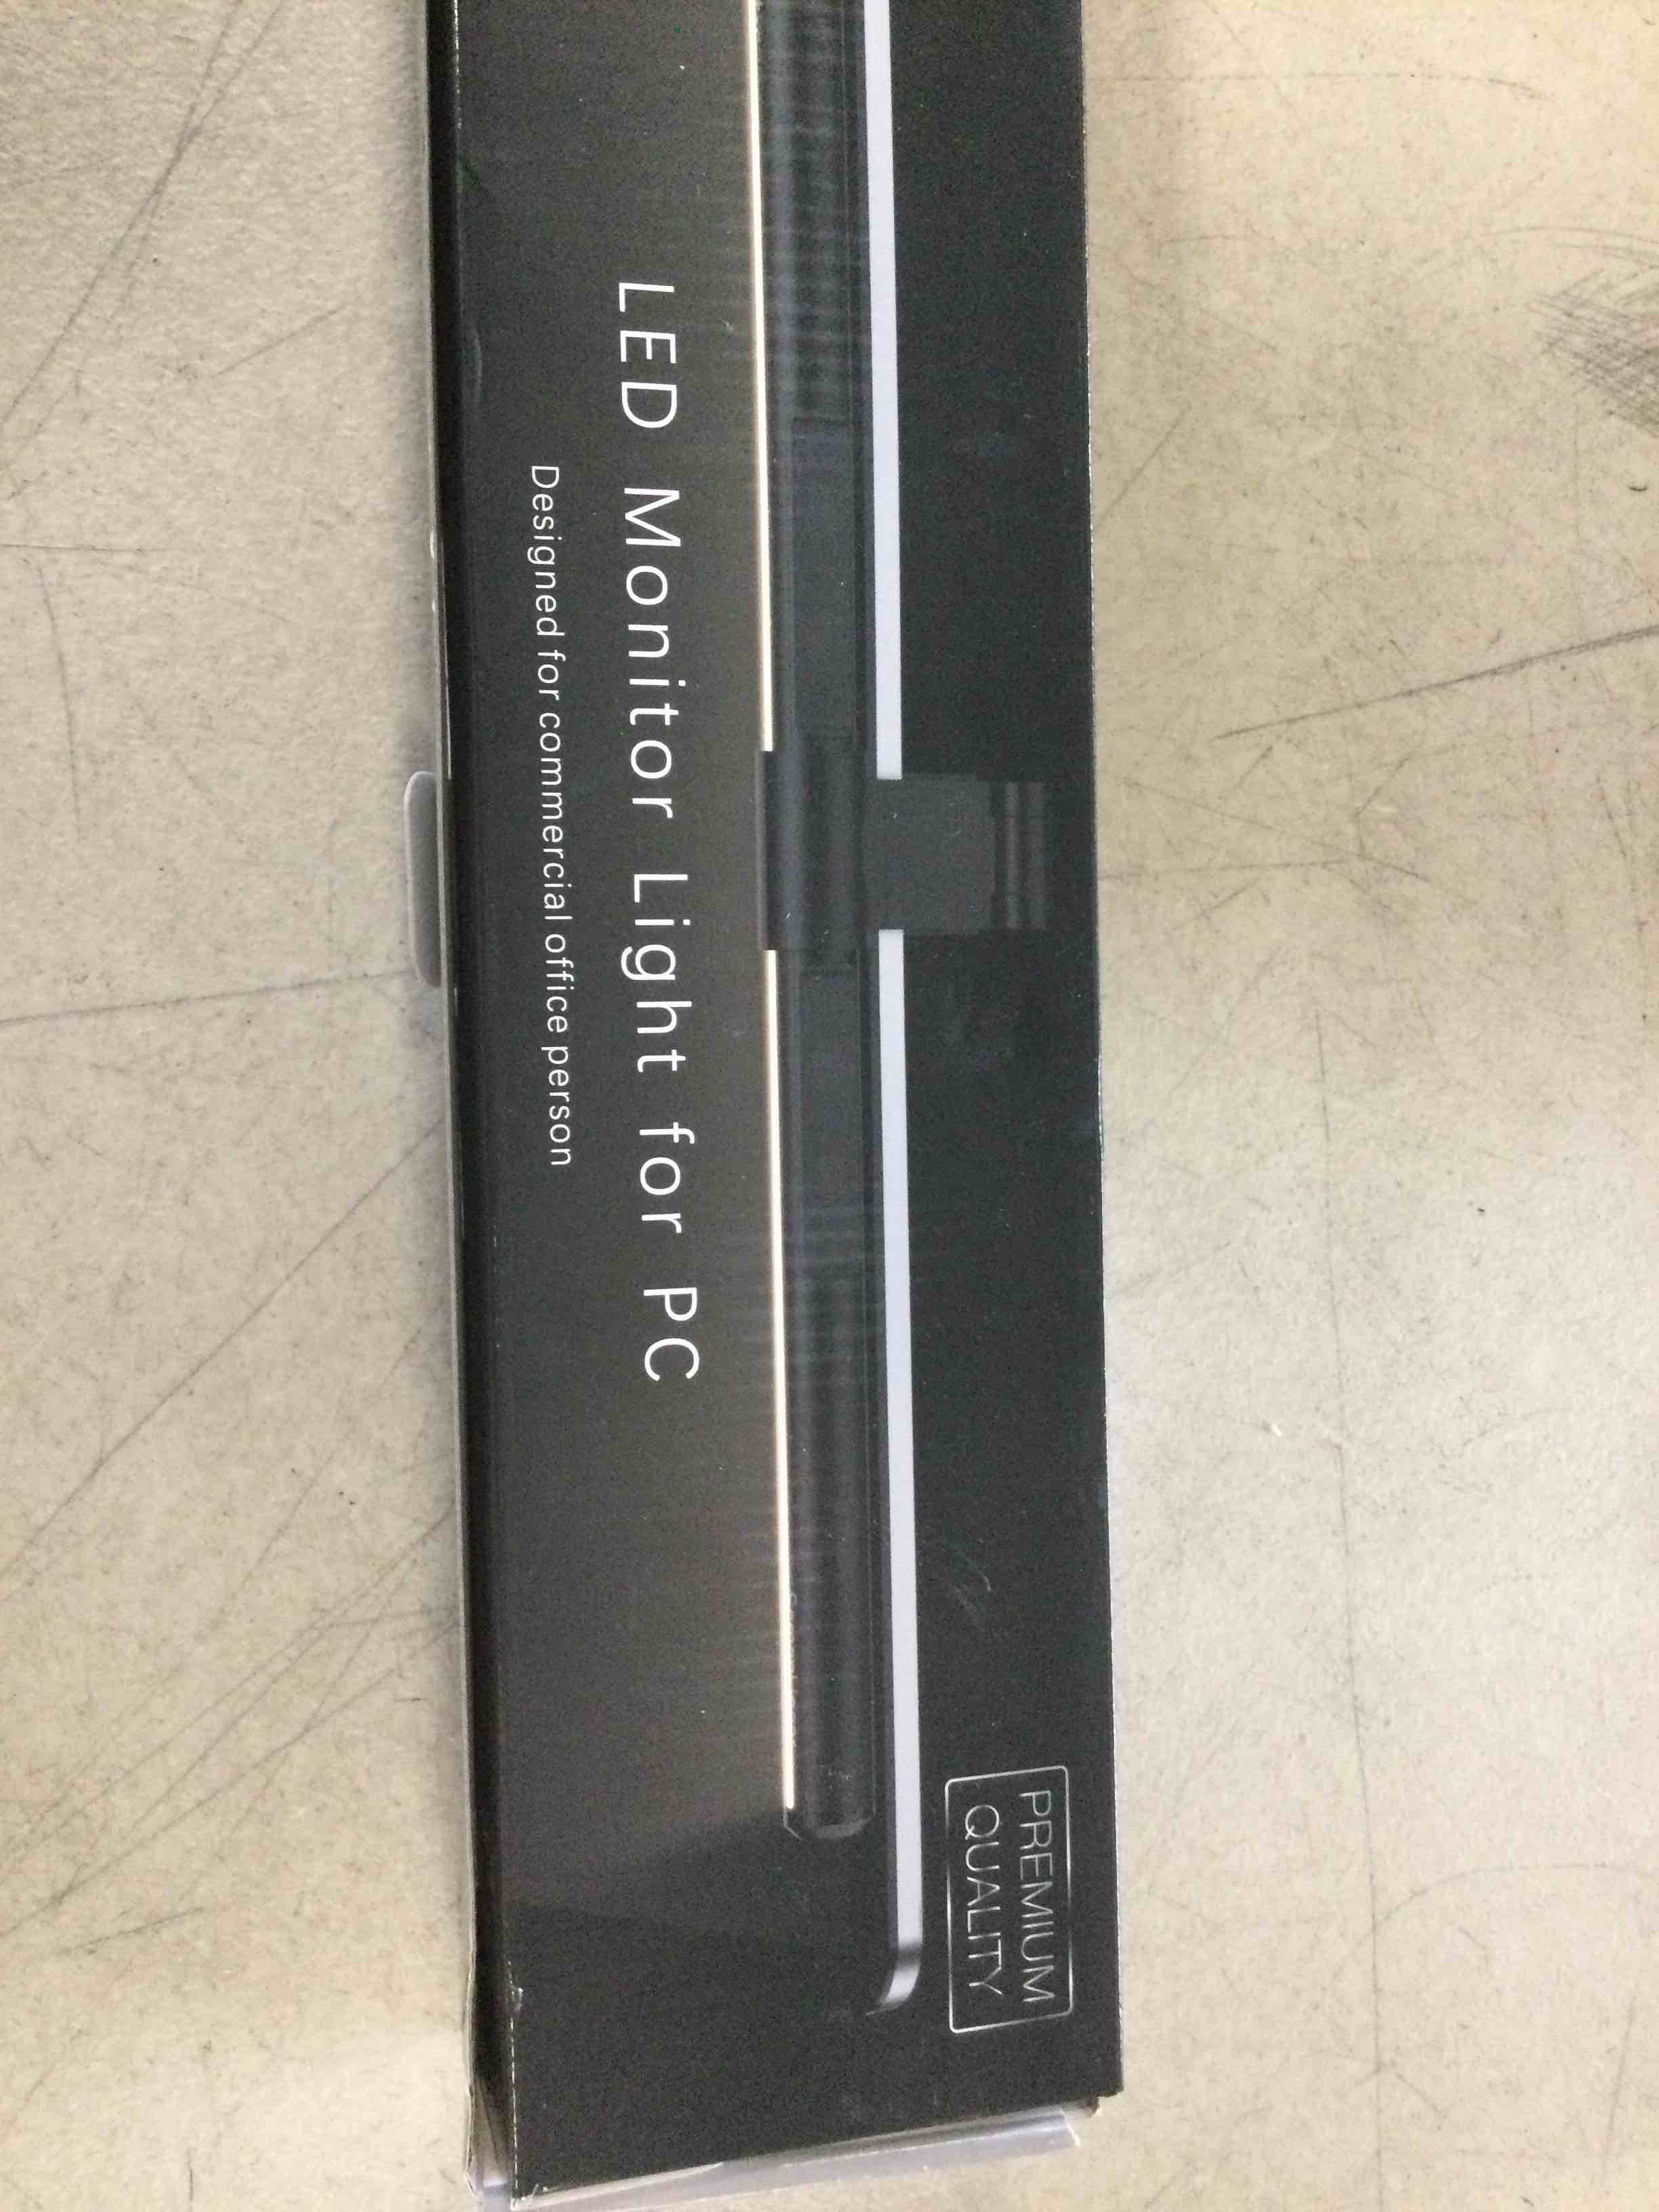 PREMIUM
QUALITY
LED Monitor Light for PC
Designed for commercial office person